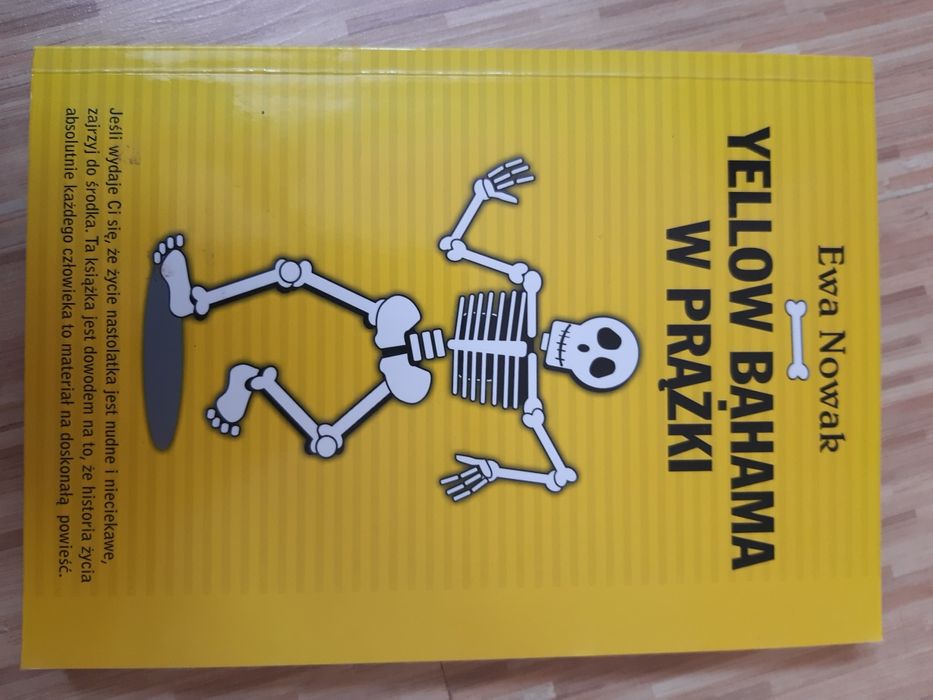 Ewa Nowak
YELLOW BAHAMA
W PRĄŻKI
Jeśli wydaje Ci się, że życie nastolatka jest nudne i nieciekawe,
zajrzyj do środka. Ta książka jest dowodem na to, że historia życia
absolutnie każdego człowieka to materiał na doskonałą powieść.